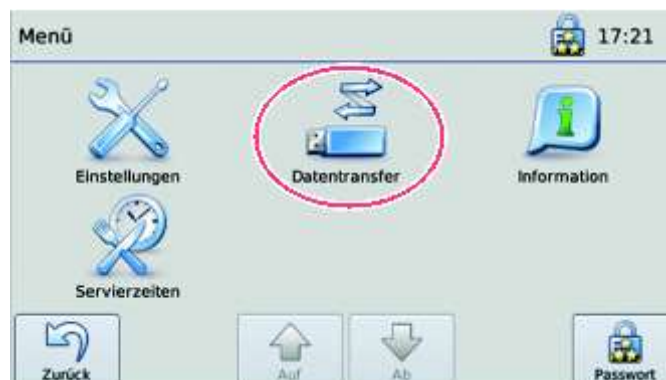 Menü 17:21
Einstellungen Datentransfer Information
Servierzeiten
Zurück Auf Ab Passwort